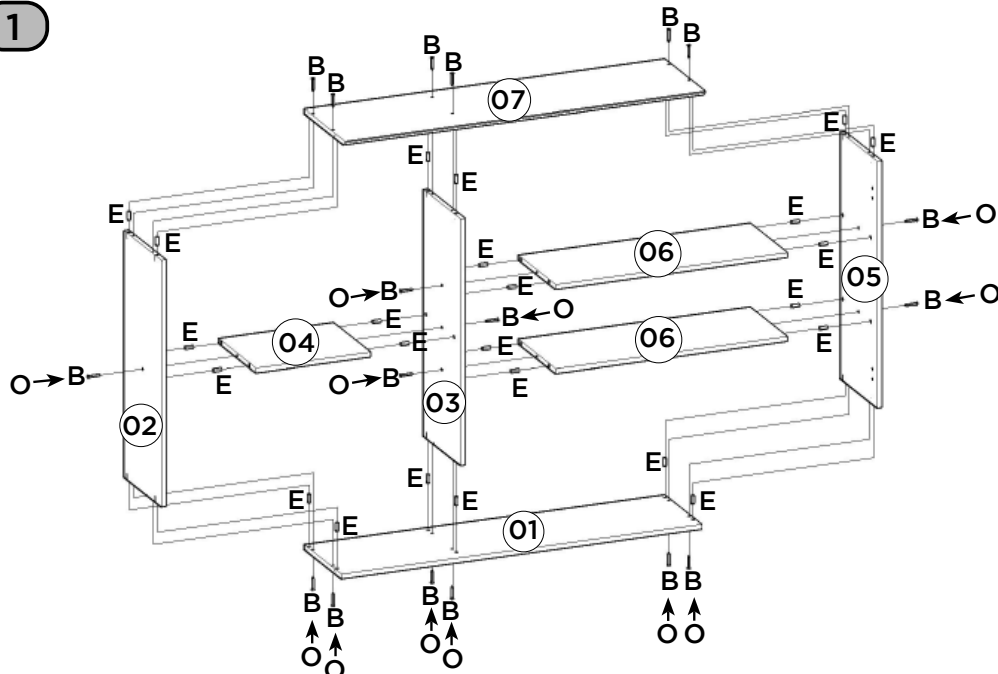 1
B B
B B B B
07
E E
E E
E E
E E
06 B ← O
O → B E E E
05
E B ← O E
O → B E E 04 E E 06 E
O → B E E
02 03
E E
E E E E
01
B B B B B B
O O O O O O